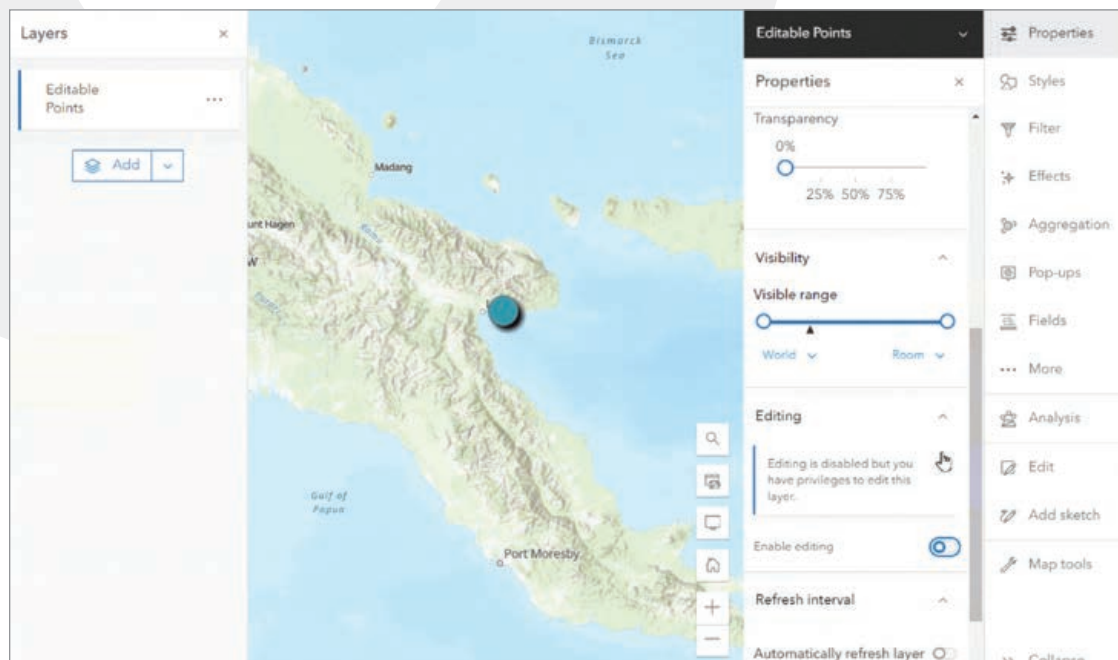 Layers
Editable
Points
Add
Bismarck
Sea
Madang
unt Hagen
Ramu
W
Gulf of
Papua
Port Moresby
Editable Points
Properties
Transparency
0%
25% 50% 75%
Visibility
Visible range
World
Room
Editing
Editing is disabled but you
have privileges to edit this
layer.
Enable editing
Refresh interval
Automatically refresh layer
Properties
Styles
Filter
Effects
Aggregation
Pop-ups
Fields
More
Analysis
Edit
Add sketch
Map tools
Collapse